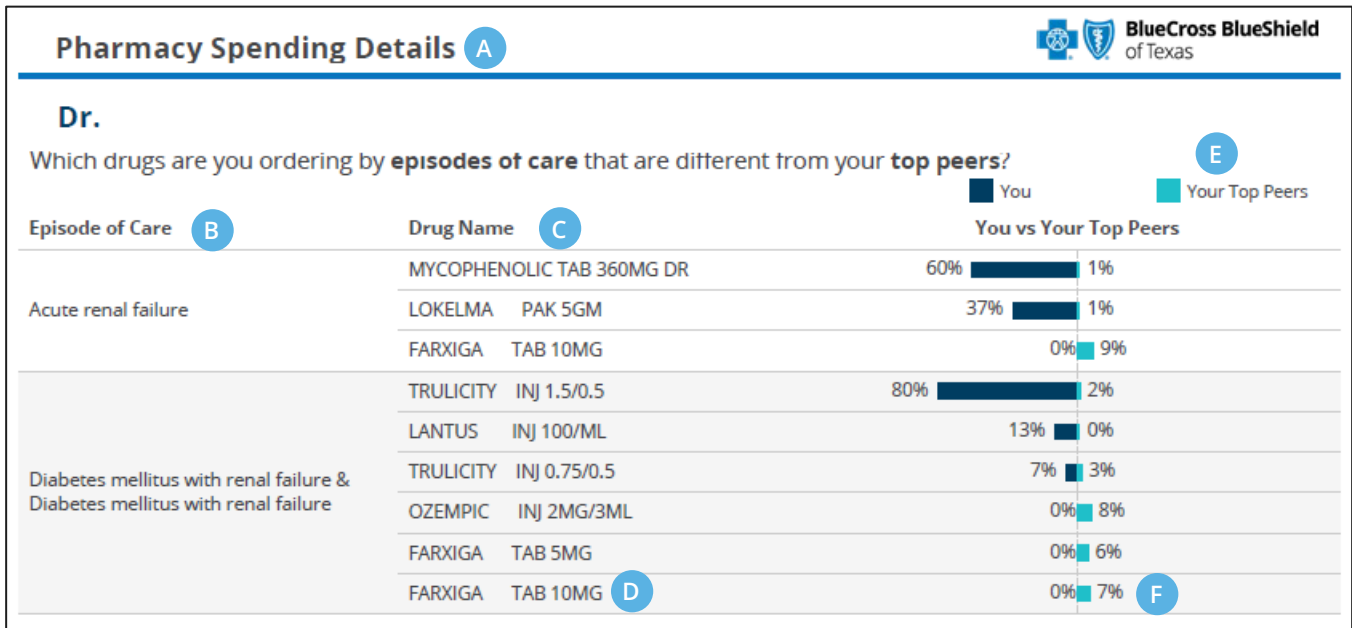 Pharmacy Spending Details A
BlueCross BlueShield
of Texas
Dr.
Which drugs are you ordering by episodes of care that are different from your top peers?
E
You Your Top Peers
Episode of Care B Drug Name C You vs Your Top Peers
MYCOPHENOLIC TAB 360MG DR 60% 1%
Acute renal failure
LOKELMA PAK 5GM 37% 1%
FARXIGA TAB 10MG 0% 9%
TRULICITY INJ 1.5/0.5 80% 2%
LANTUS INJ 100/ML 13% 0%
Diabetes mellitus with renal failure &
Diabetes mellitus with renal failure
TRULICITY INJ 0.75/0.5 7% 3%
OZEMPIC INJ 2MG/3ML 0% 8%
FARXIGA TAB 5MG 0% 6%
FARXIGA TAB 10MG D 0% 7% F